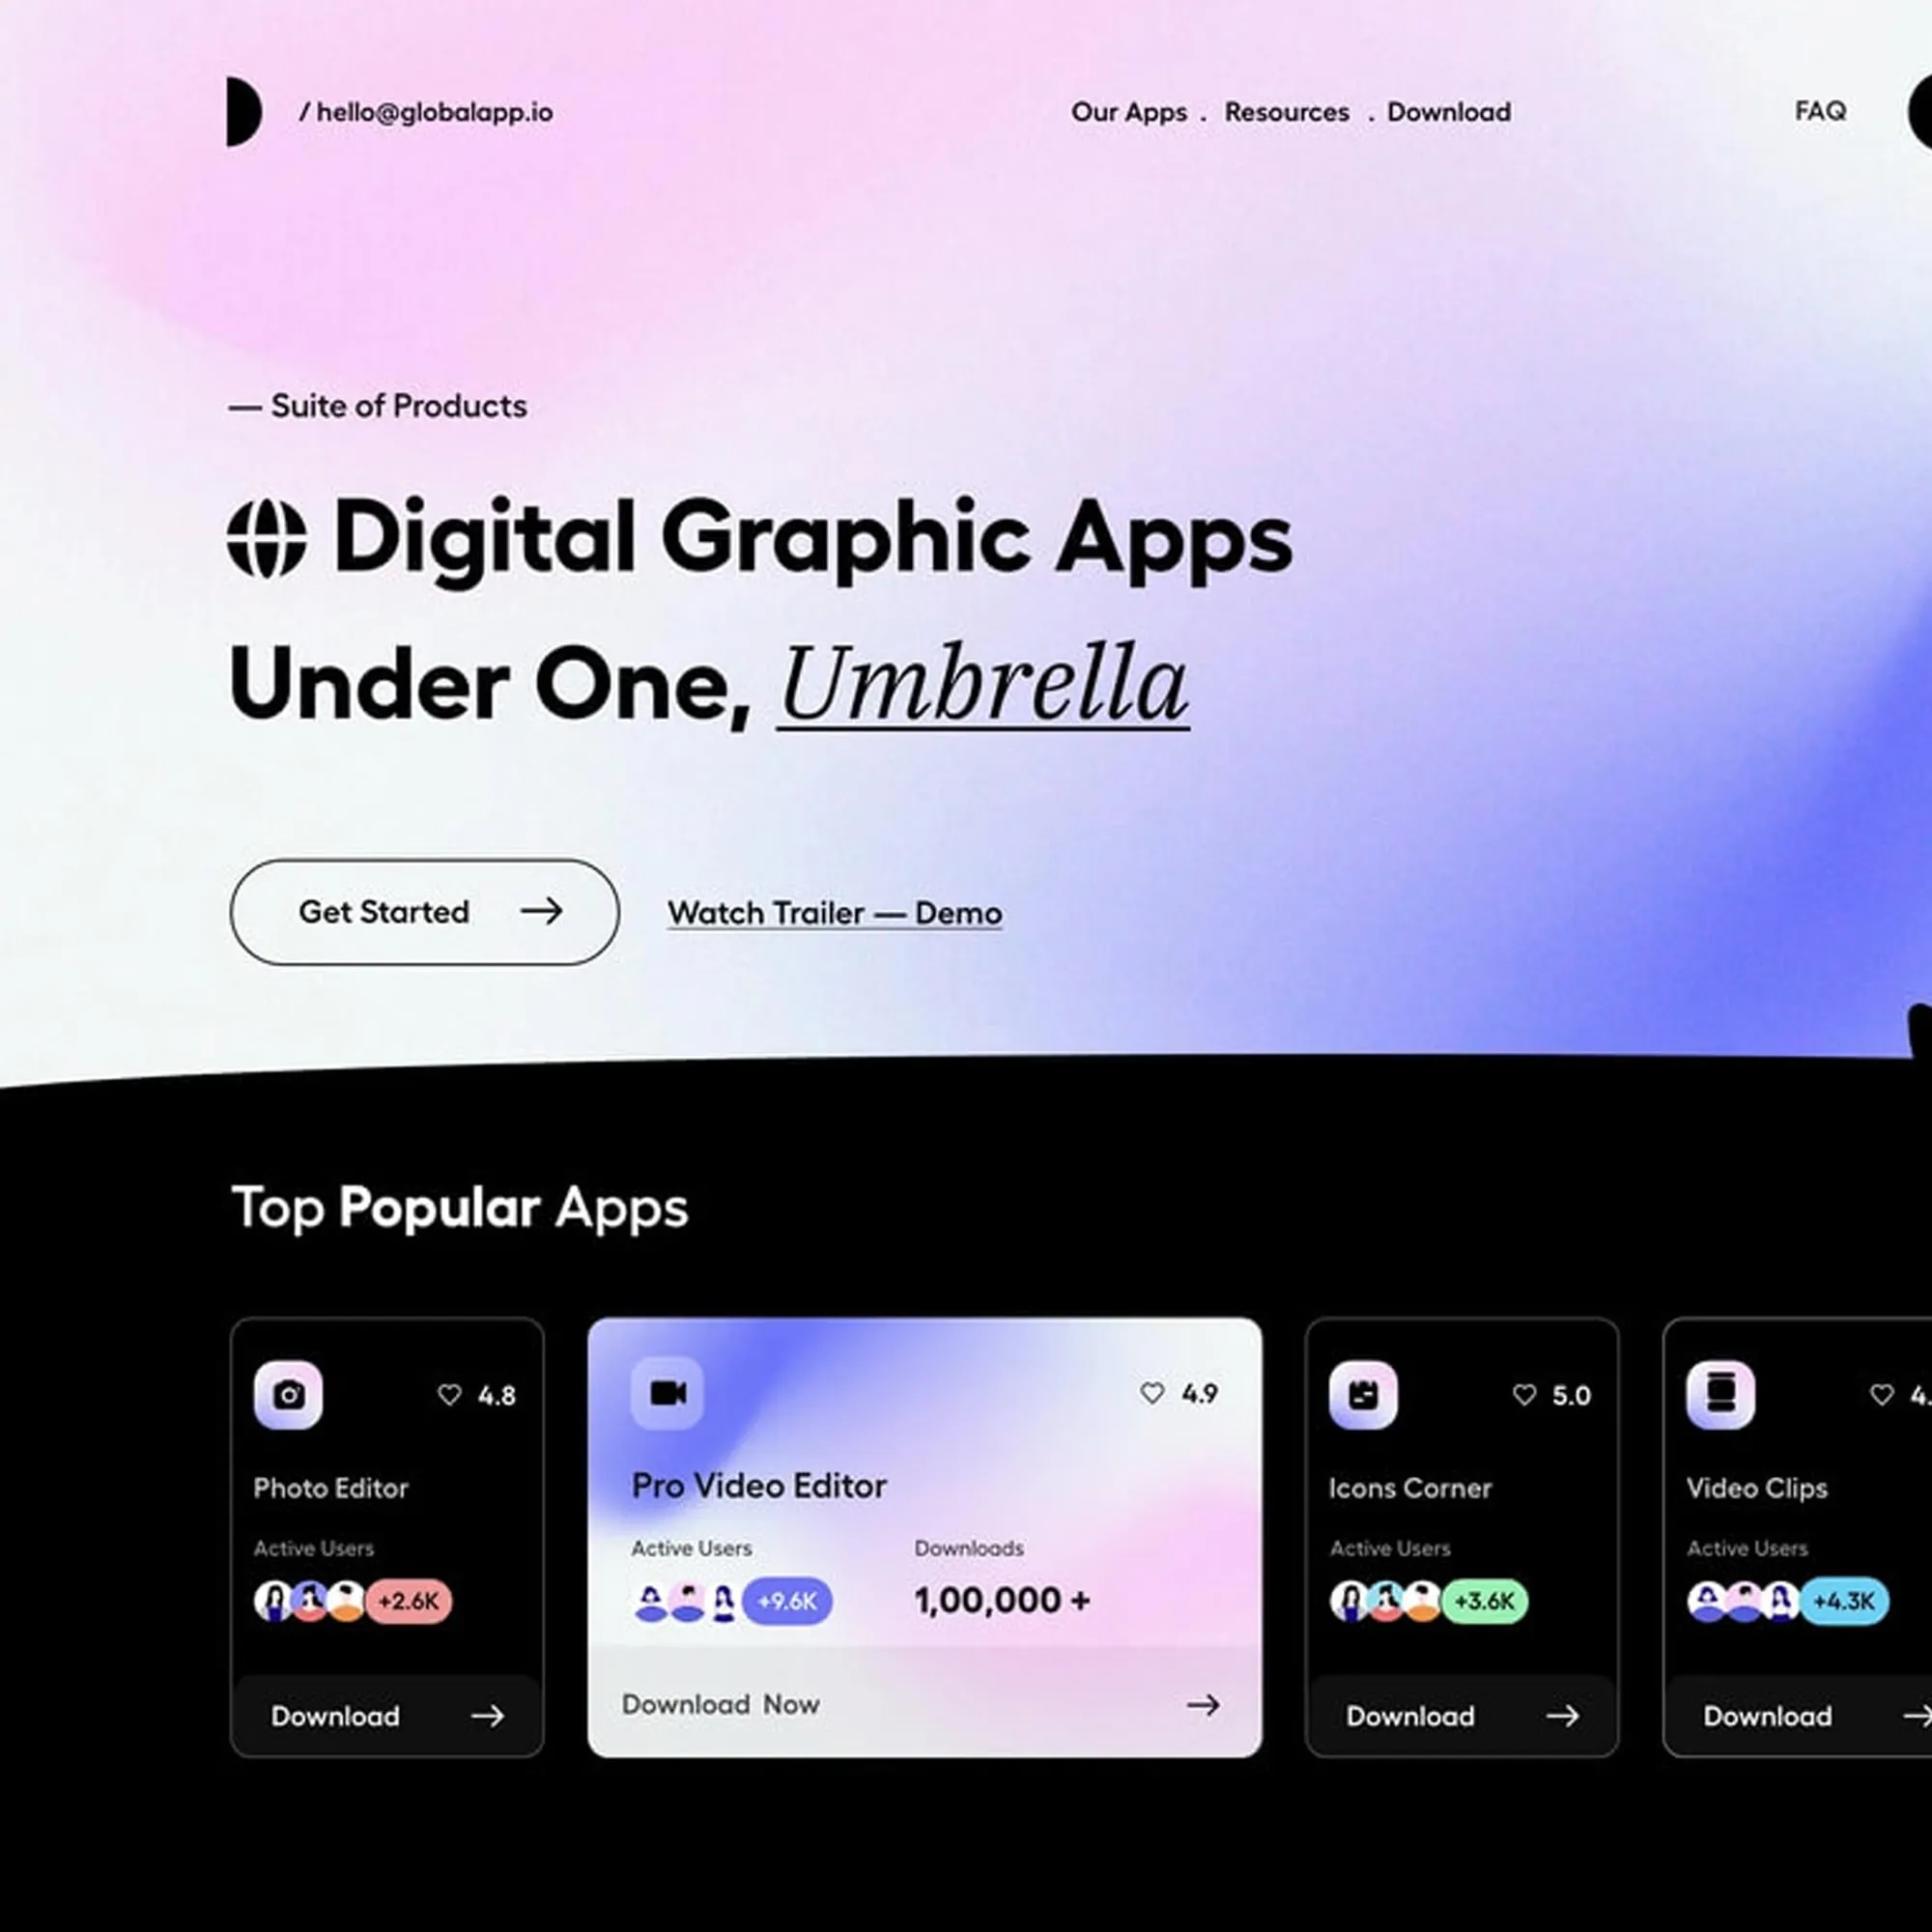 / hello@globalapp.io
Our Apps . Resources . Download
FAQ
— Suite of Products
Digital Graphic Apps
Under One, Umbrella
Get Started →
Watch Trailer — Demo
Top Popular Apps
4.8
Photo Editor
Active Users
+2.6K
Download →
4.9
Pro Video Editor
Active Users
+9.6K
Downloads
1,00,000 +
Download Now →
5.0
Icons Corner
Active Users
+3.6K
Download →
4.
Video Clips
Active Users
+4.3K
Download →